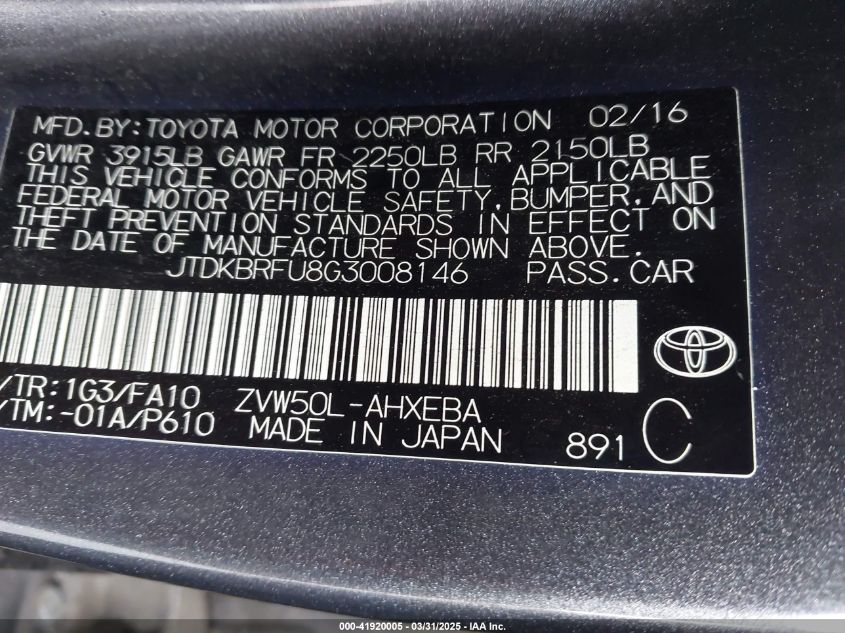 MFD.BY:TOYOTA MOTOR CORPORATION 02/16
GVWR 3915LB GAWR FR 2250LB RR 2150LB
THIS VEHICLE CONFORMS TO ALL APPLICABLE
FEDERAL MOTOR VEHICLE SAFETY, BUMPER, AND
THEFT PREVENTION STANDARDS IN EFFECT ON
THE DATE OF MANUFACTURE SHOWN ABOVE.
JTDKBRFU8G3008146 PASS.CAR
/TR:1G3/FA10 ZVW50L-AHXEBA
/TM:-01A/P610 MADE IN JAPAN 891 C
000-41920005 - 03/31/2025 - IAA Inc.